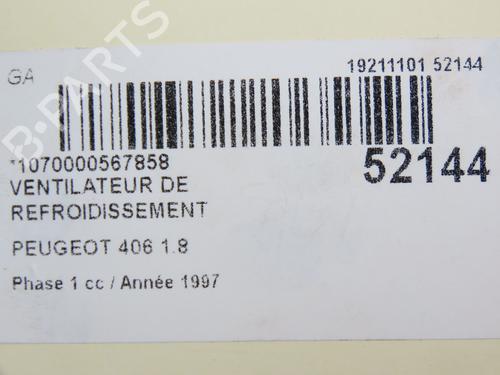 GA
19211101 52144
*1070000567858
52144
VENTILATEUR DE
REFROIDISSEMENT
PEUGEOT 406 1.8
Phase 1 cc / Année 1997
B-PARTS